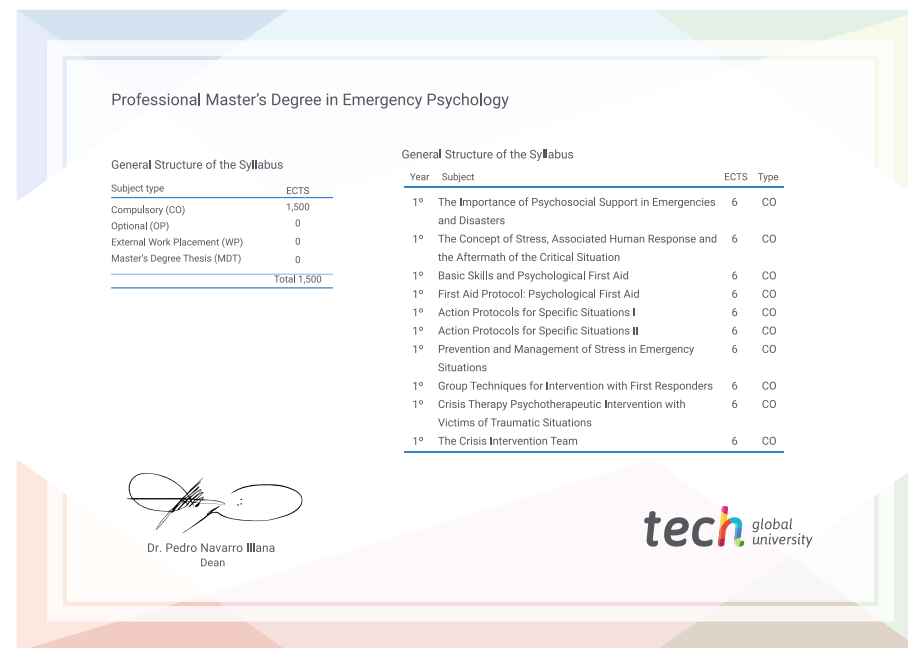 Professional Master's Degree in Emergency Psychology
General Structure of the Syllabus
Subject type ECTS
Compulsory (CO) 1,500
Optional (OP) 0
External Work Placement (WP) 0
Master's Degree Thesis (MDT) 0
Total 1,500
General Structure of the Syllabus
Year Subject ECTS Type
1º The Importance of Psychosocial Support in Emergencies 6 CO
and Disasters
1º The Concept of Stress, Associated Human Response and 6 CO
the Aftermath of the Critical Situation
1º Basic Skills and Psychological First Aid 6 CO
1º First Aid Protocol: Psychological First Aid 6 CO
1º Action Protocols for Specific Situations I 6 CO
1º Action Protocols for Specific Situations II 6 CO
1º Prevention and Management of Stress in Emergency 6 CO
Situations
1º Group Techniques for Intervention with First Responders 6 CO
1º Crisis Therapy Psychotherapeutic Intervention with 6 CO
Victims of Traumatic Situations
1º The Crisis Intervention Team 6 CO
Dr. Pedro Navarro Illana
Dean
tech global
university